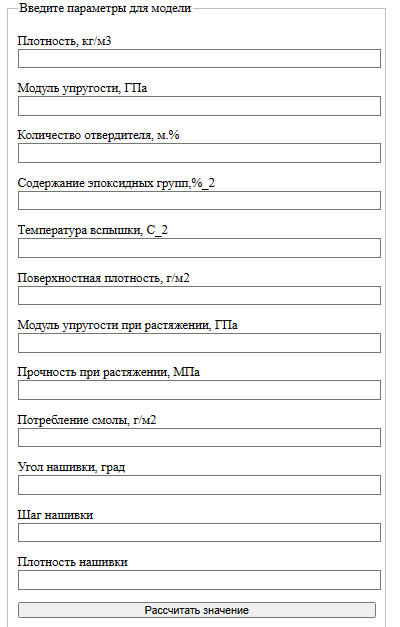 Введите параметры для модели
Плотность, кг/м3
Модуль упругости, ГПа
Количество отвердителя, м.%
Содержание эпоксидных групп,%_2
Температура вспышки, С_2
Поверхностная плотность, г/м2
Модуль упругости при растяжении, ГПа
Прочность при растяжении, МПа
Потребление смолы, г/м2
Угол нашивки, град
Шаг нашивки
Плотность нашивки
Рассчитать значение